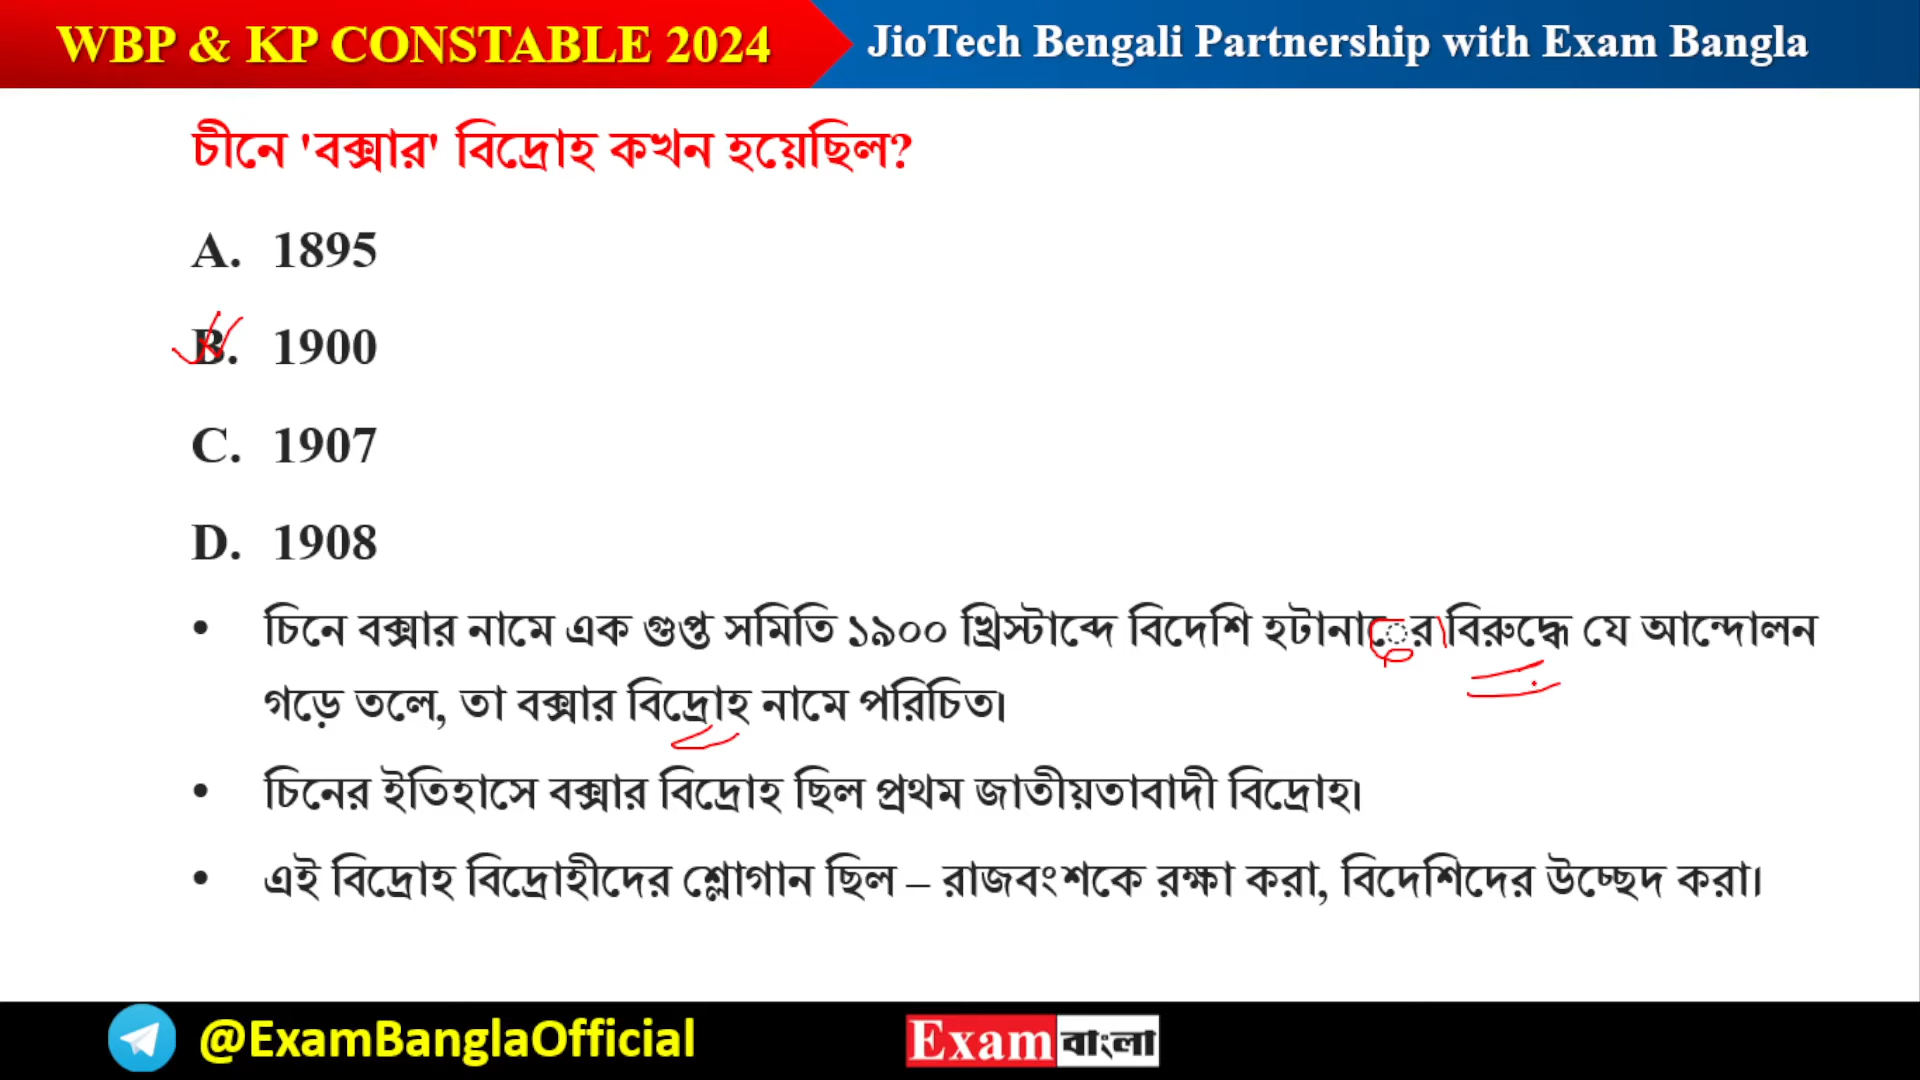 WBP & KP CONSTABLE 2024
JioTech Bengali Partnership with Exam Bangla
চীনে 'বক্সার' বিদ্রোহ কখন হয়েছিল?
A. 1895
B. 1900
C. 1907
D. 1908
• চিনে বক্সার নামে এক গুপ্ত সমিতি ১৯০০ খ্রিস্টাব্দে বিদেশি হটানাের বিরুদ্ধে যে আন্দোলন
গড়ে তলে, তা বক্সার বিদ্রোহ নামে পরিচিত।
• চিনের ইতিহাসে বক্সার বিদ্রোহ ছিল প্রথম জাতীয়তাবাদী বিদ্রোহ।
• এই বিদ্রোহ বিদ্রোহীদের শ্লোগান ছিল – রাজবংশকে রক্ষা করা, বিদেশিদের উচ্ছেদ করা।
@ExamBanglaOfficial
Exam বাংলা